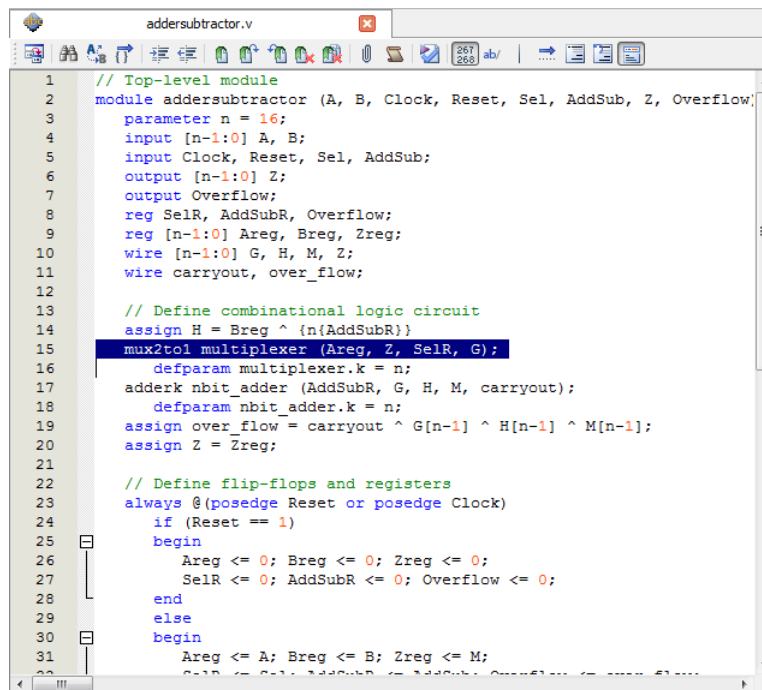 addersubtractor.v
267
268
ab/
1 // Top-level module
2 module addersubtractor (A, B, Clock, Reset, Sel, AddSub, Z, Overflow)
3 parameter n = 16;
4 input [n-1:0] A, B;
5 input Clock, Reset, Sel, AddSub;
6 output [n-1:0] Z;
7 output Overflow;
8 reg SelR, AddSubR, Overflow;
9 reg [n-1:0] Areg, Breg, Zreg;
10 wire [n-1:0] G, H, M, Z;
11 wire carryout, over_flow;
12
13 // Define combinational logic circuit
14 assign H = Breg ^ {n{AddSubR}}
15 mux2to1 multiplexer (Areg, Z, SelR, G);
16 defparam multiplexer.k = n;
17 adderk nbit_adder (AddSubR, G, H, M, carryout);
18 defparam nbit_adder.k = n;
19 assign over_flow = carryout ^ G[n-1] ^ H[n-1] ^ M[n-1];
20 assign Z = Zreg;
21
22 // Define flip-flops and registers
23 always @(posedge Reset or posedge Clock)
24 if (Reset == 1)
25 begin
26 Areg <= 0; Breg <= 0; Zreg <= 0;
27 SelR <= 0; AddSubR <= 0; Overflow <= 0;
28 end
29 else
30 begin
31 Areg <= A; Breg <= B; Zreg <= M;